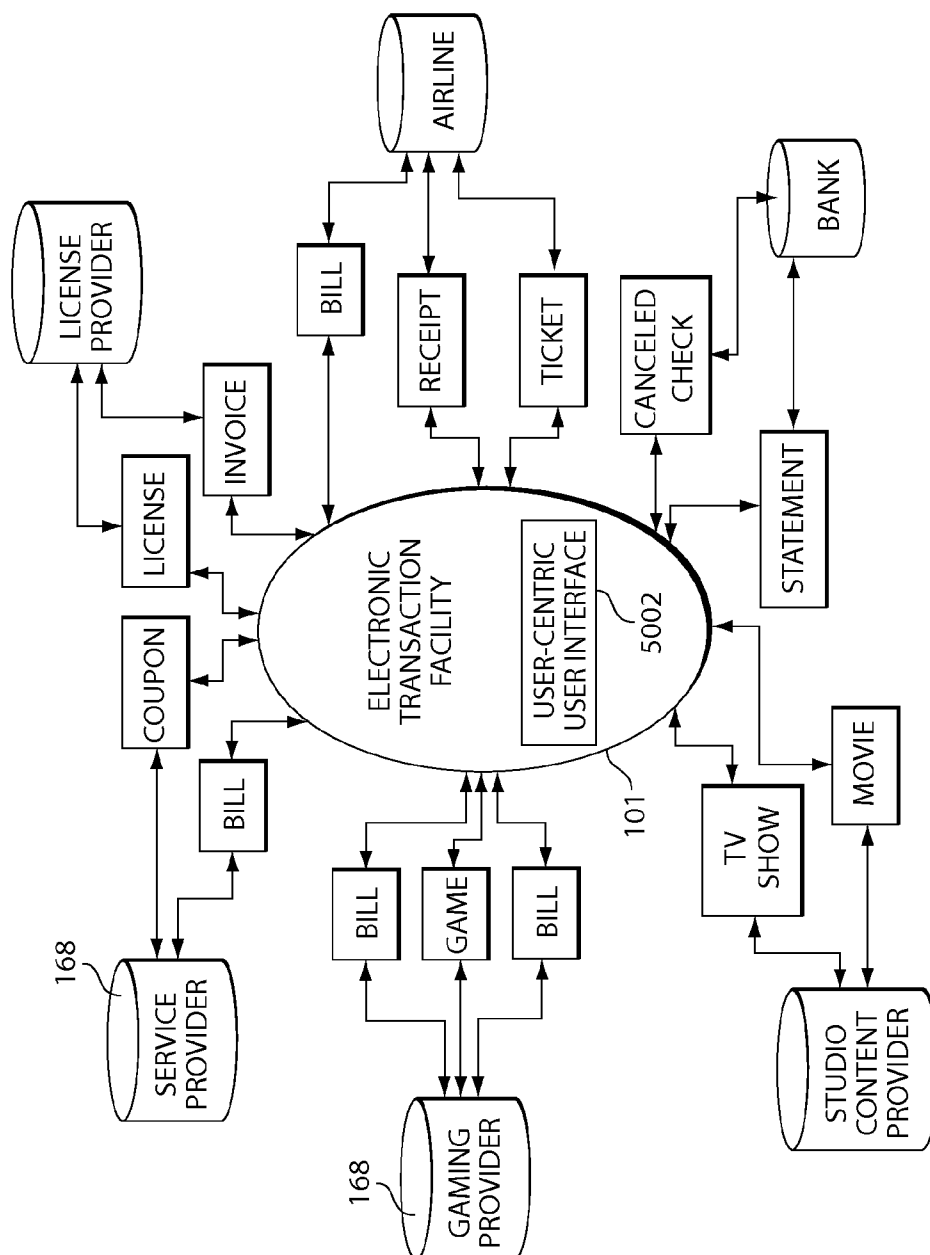 168
SERVICE
PROVIDER
COUPON
BILL
LICENSE
PROVIDER
LICENSE
INVOICE
BILL
RECEIPT
TICKET
AIRLINE
168
GAMING
PROVIDER
BILL
GAME
BILL
ELECTRONIC
TRANSACTION
FACILITY
USER-CENTRIC
USER INTERFACE
5002
101
STUDIO
CONTENT
PROVIDER
TV
SHOW
MOVIE
CANCELED
CHECK
STATEMENT
BANK